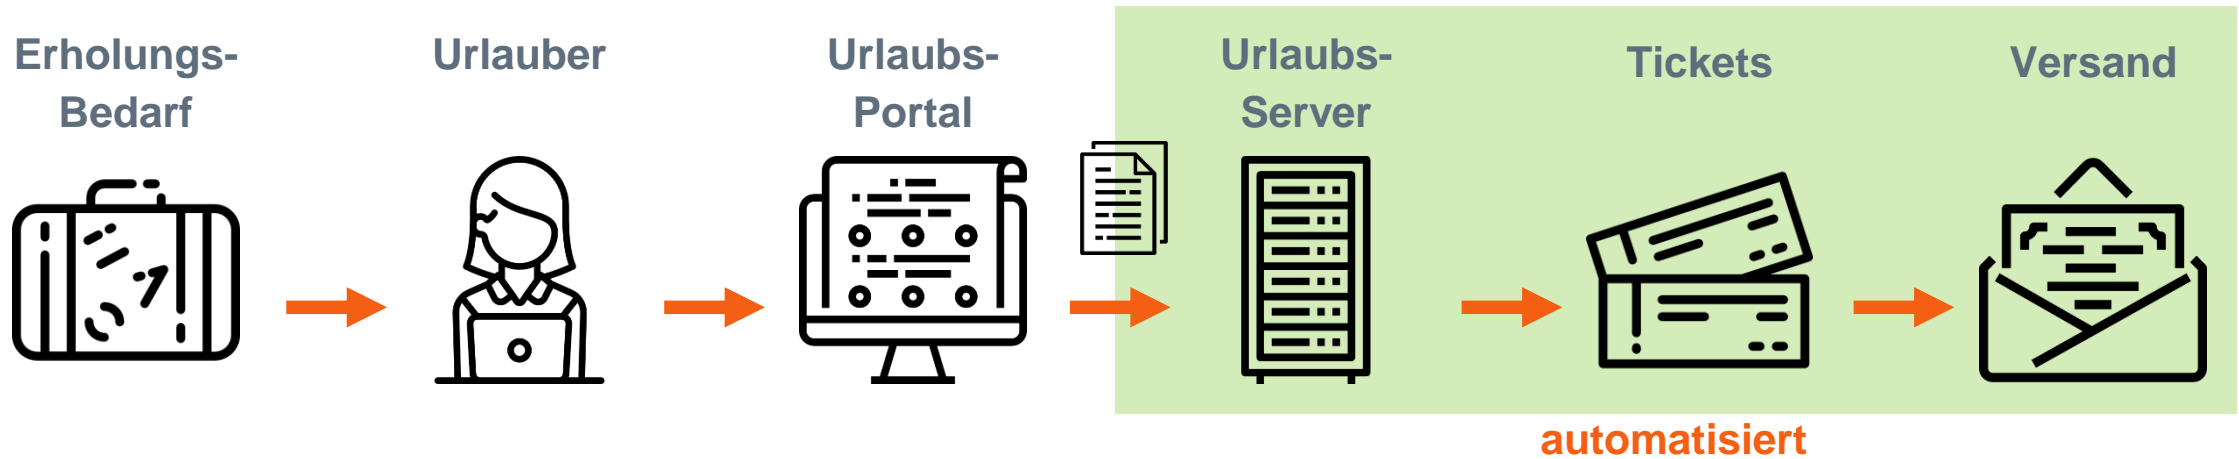 Erholungs-
Bedarf
Urlauber
Urlaubs-
Portal
Urlaubs-
Server
Tickets
Versand
automatisiert